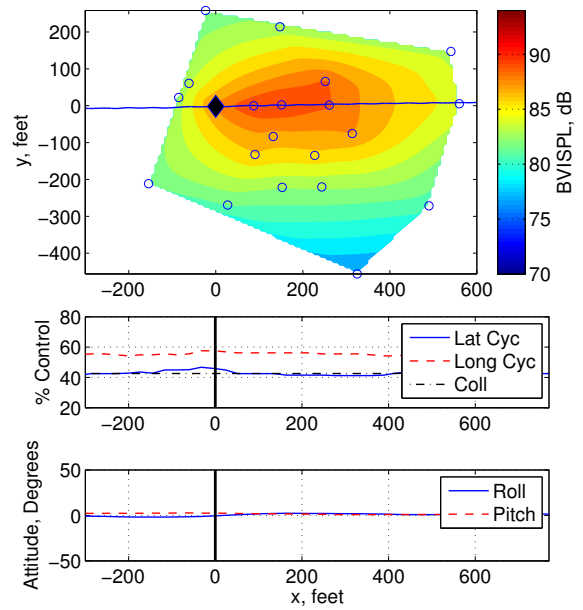 200
100
0
−100
−200
−300
−400
y, feet
−200 0 200 400 600
90
85
80
75
70
BVISPL, dB
80
60
40
20
% Control
Lat Cyc
Long Cyc
Coll
−200 0 200 400 600
50
0
−50
Attitude, Degrees
Roll
Pitch
−200 0 200 400 600
x, feet